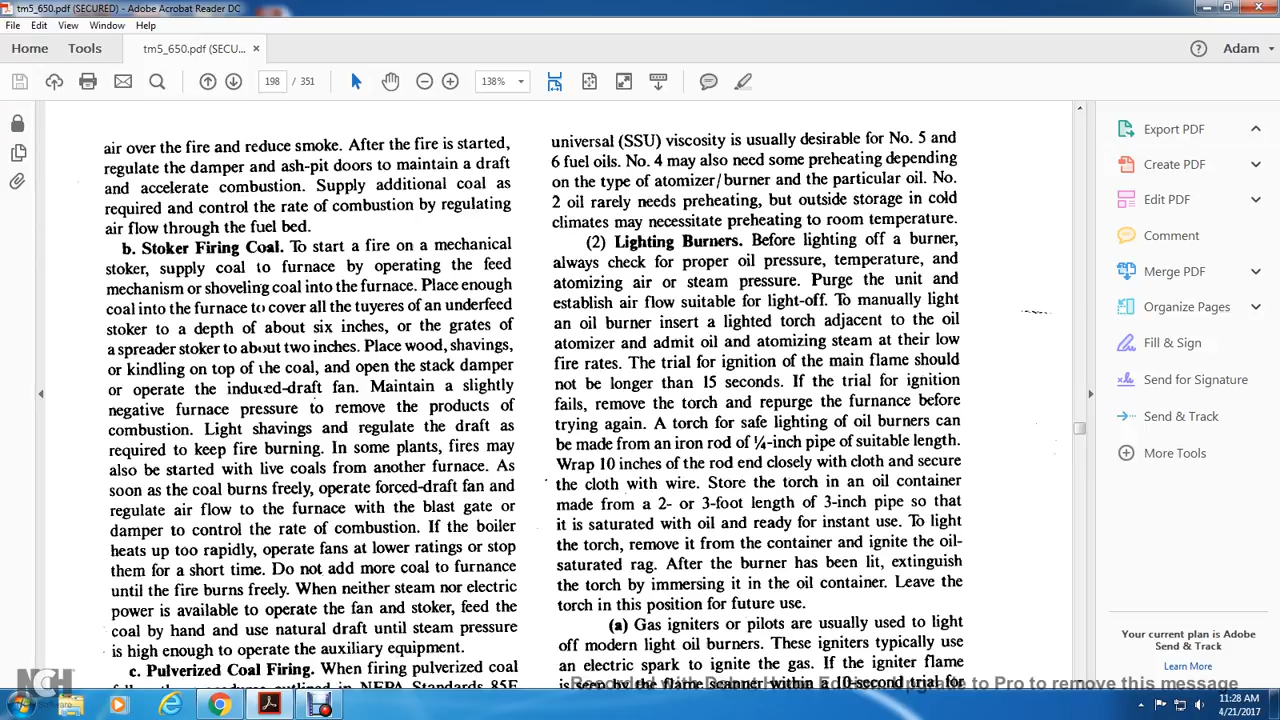 tm5_650.pdf (SECURED) - Adobe Acrobat Reader DC
File Edit View Window Help
Home Tools tm5_650.pdf (SECU... ×
Adam
198 / 351
138%
air over the fire and reduce smoke. After the fire is started,
regulate the damper and ash-pit doors to maintain a draft
and accelerate combustion. Supply additional coal as
required and control the rate of combustion by regulating
air flow through the fuel bed.
b. Stoker Firing Coal. To start a fire on a mechanical
stoker, supply coal to furnace by operating the feed
mechanism or shoveling coal into the furnace. Place enough
coal into the furnace to cover all the tuyeres of an underfeed
stoker to a depth of about six inches, or the grates of
a spreader stoker to about two inches. Place wood, shavings,
or kindling on top of the coal, and open the stack damper
or operate the induced-draft fan. Maintain a slightly
negative furnace pressure to remove the products of
combustion. Light shavings and regulate the draft as
required to keep fire burning. In some plants, fires may
also be started with live coals from another furnace. As
soon as the coal burns freely, operate forced-draft fan and
regulate air flow to the furnace with the blast gate or
damper to control the rate of combustion. If the boiler
heats up too rapidly, operate fans at lower ratings or stop
them for a short time. Do not add more coal to furnance
until the fire burns freely. When neither steam nor electric
power is available to operate the fan and stoker, feed the
coal by hand and use natural draft until steam pressure
is high enough to operate the auxiliary equipment.
c. Pulverized Coal Firing. When firing pulverized coal
outlined in NFPA Standards 85E
universal (SSU) viscosity is usually desirable for No. 5 and
6 fuel oils. No. 4 may also need some preheating depending
on the type of atomizer/burner and the particular oil. No.
2 oil rarely needs preheating, but outside storage in cold
climates may necessitate preheating to room temperature.
(2) Lighting Burners. Before lighting off a burner,
always check for proper oil pressure, temperature, and
atomizing air or steam pressure. Purge the unit and
establish air flow suitable for light-off. To manually light
an oil burner insert a lighted torch adjacent to the oil
atomizer and admit oil and atomizing steam at their low
fire rates. The trial for ignition of the main flame should
not be longer than 15 seconds. If the trial for ignition
fails, remove the torch and repurge the furnance before
trying again. A torch for safe lighting of oil burners can
be made from an iron rod of ¼-inch pipe of suitable length.
Wrap 10 inches of the rod end closely with cloth and secure
the cloth with wire. Store the torch in an oil container
made from a 2- or 3-foot length of 3-inch pipe so that
it is saturated with oil and ready for instant use. To light
the torch, remove it from the container and ignite the oil-
saturated rag. After the burner has been lit, extinguish
the torch by immersing it in the oil container. Leave the
torch in this position for future use.
(a) Gas igniters or pilots are usually used to light
off modern light oil burners. These igniters typically use
an electric spark to ignite the gas. If the igniter flame
is seen by the flame scanner within a 10-second trial for
Export PDF
Create PDF
Edit PDF
Comment
Merge PDF
Organize Pages
Fill & Sign
Send for Signature
Send & Track
More Tools
Your current plan is Adobe
Send & Track
Learn More
to Pro to remove this message
NCH
Software
11:28 AM
4/21/2017